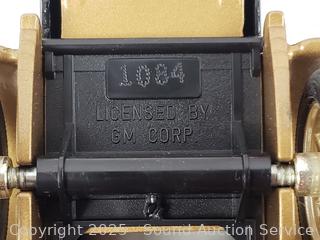 1084
LICENSED BY
GM CORP.
Copyright 2025 - Sound Auction Service